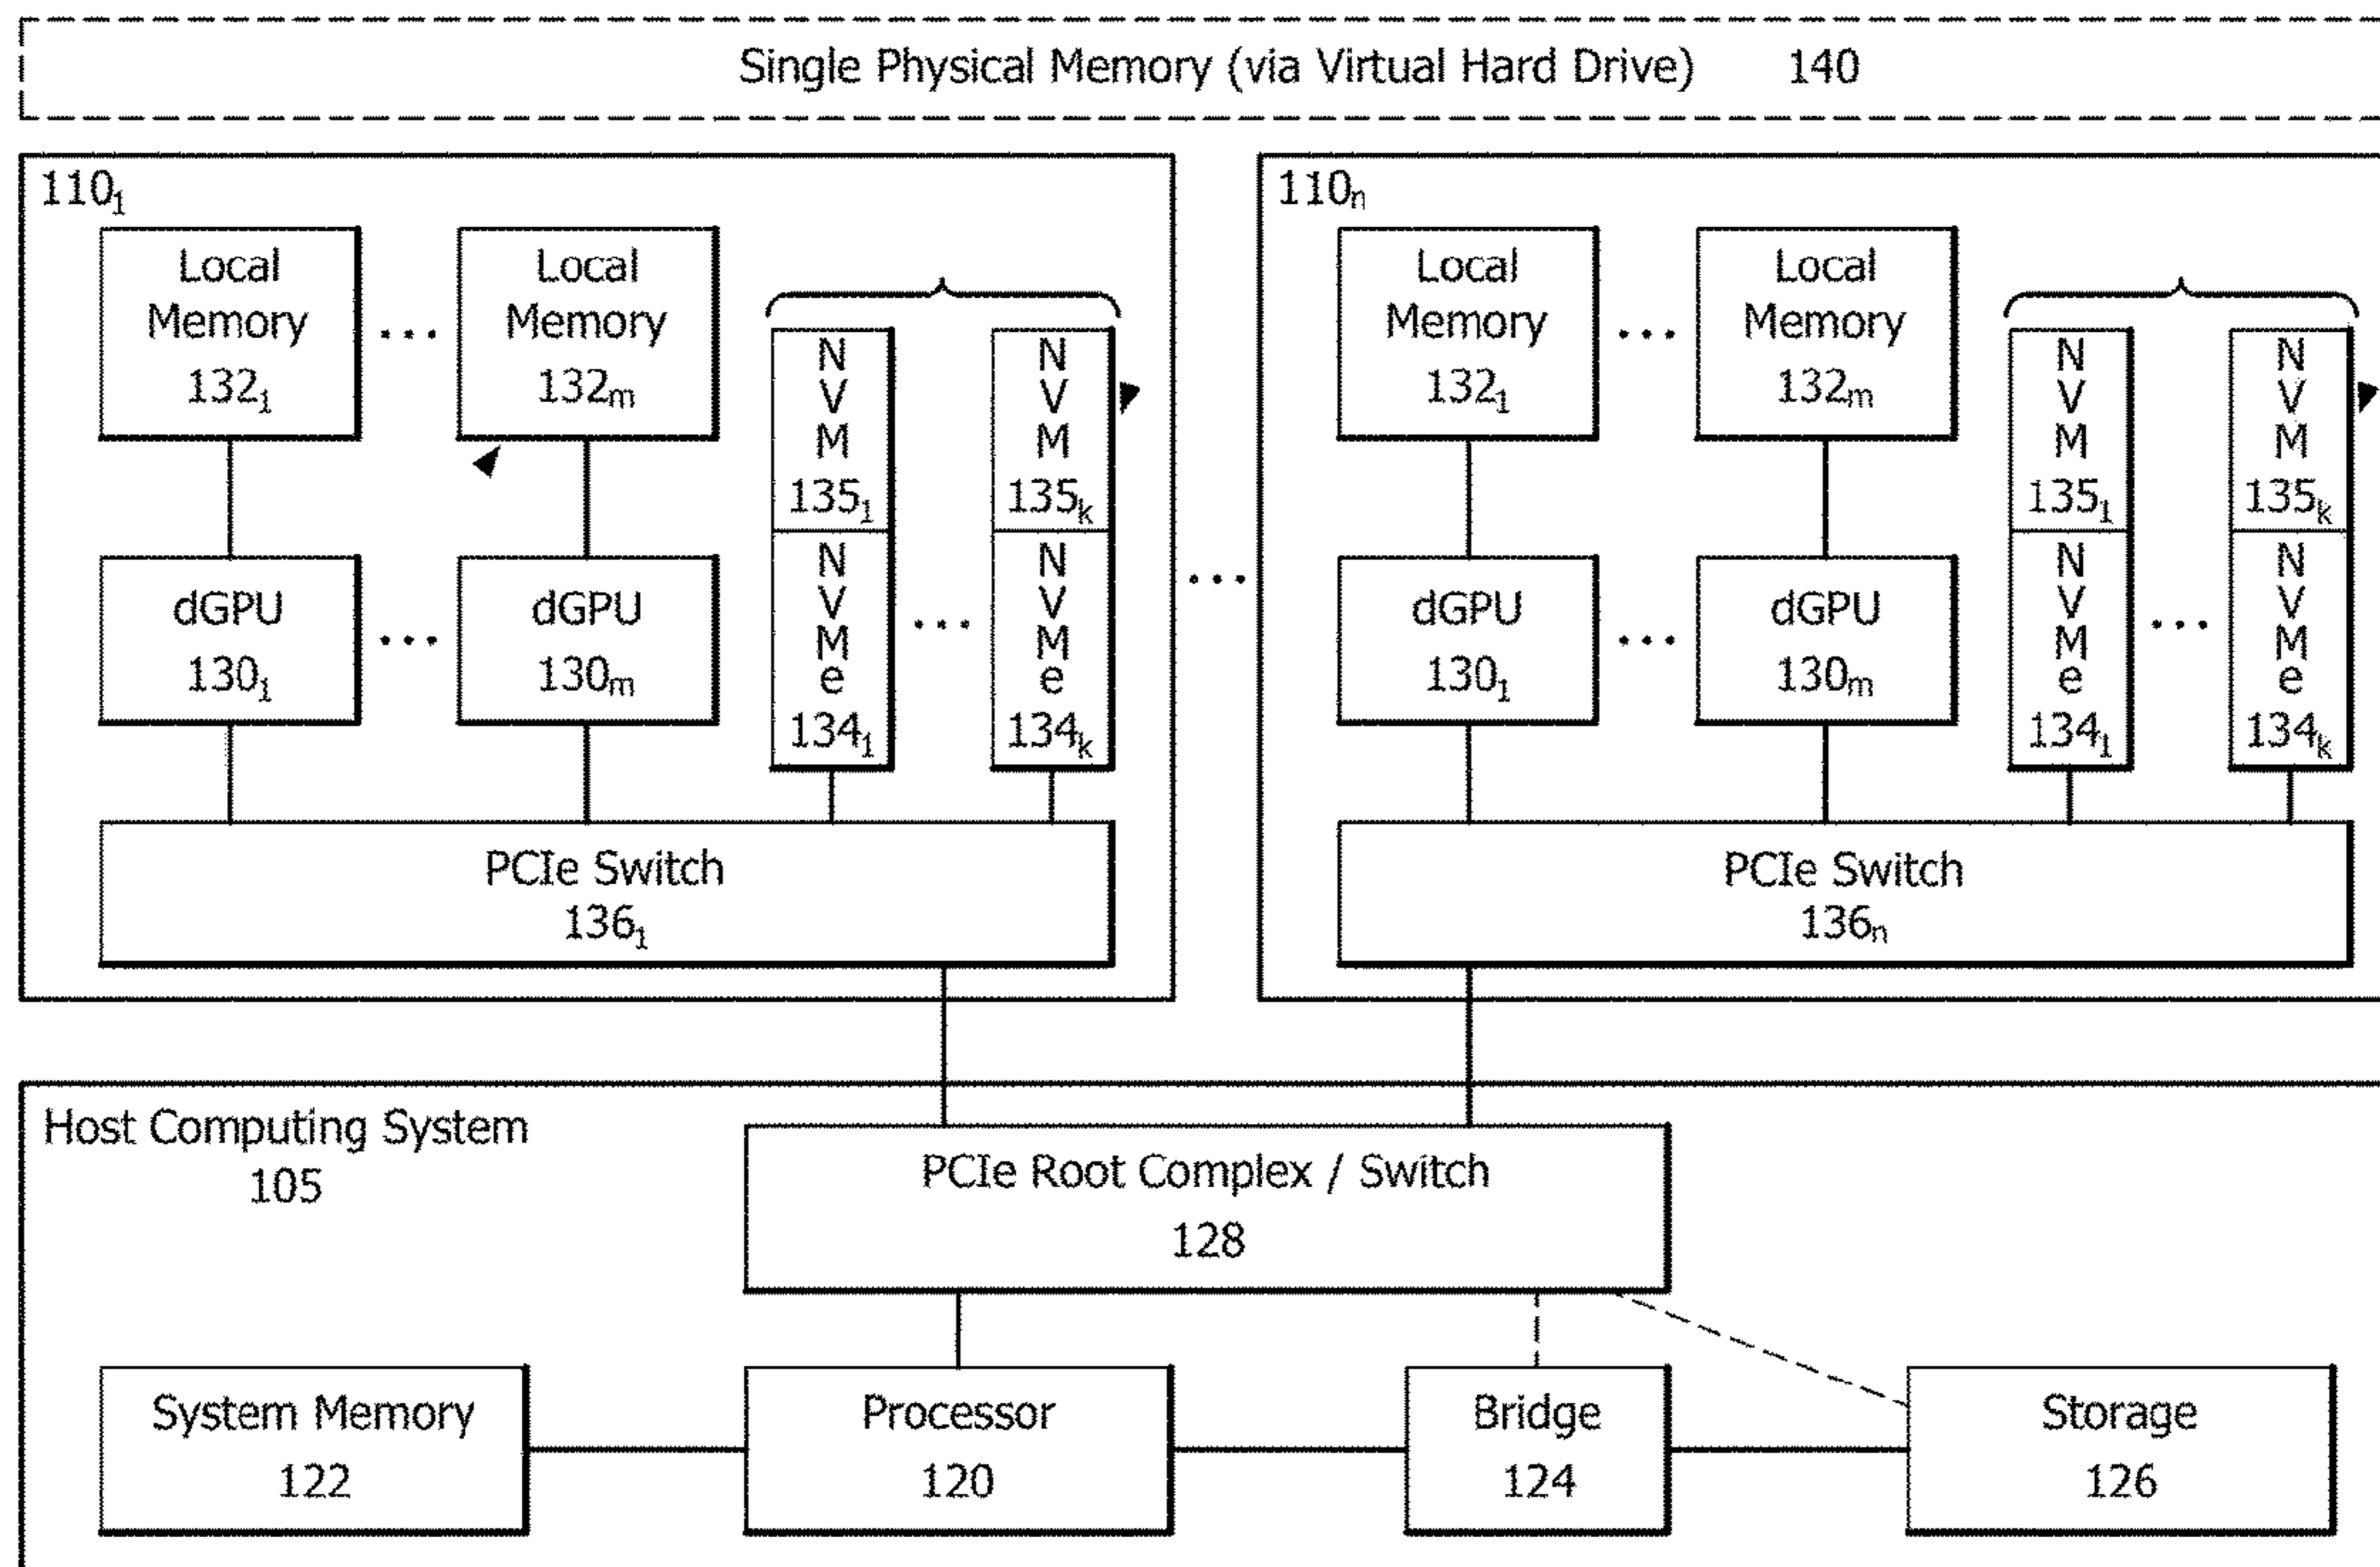 Single Physical Memory (via Virtual Hard Drive) 140
110₁
Local
Memory
132₁
...
Local
Memory
132ₘ
N
V
M
135₁
N
V
M
135ₖ
dGPU
130₁
...
dGPU
130ₘ
N
V
M
e
134₁
...
N
V
M
e
134ₖ
PCIe Switch
136₁
...
110ₙ
Local
Memory
132₁
...
Local
Memory
132ₘ
N
V
M
135₁
N
V
M
135ₖ
dGPU
130₁
...
dGPU
130ₘ
N
V
M
e
134₁
...
N
V
M
e
134ₖ
PCIe Switch
136ₙ
Host Computing System
105
PCIe Root Complex / Switch
128
System Memory
122
Processor
120
Bridge
124
Storage
126